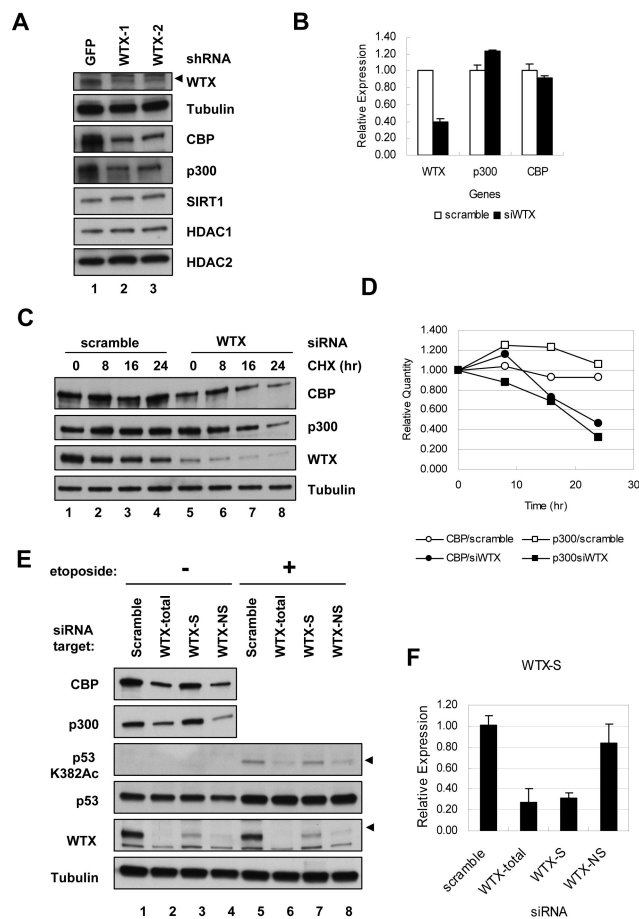 A
GFP
WTX-1
WTX-2
shRNA
WTX
Tubulin
CBP
p300
SIRT1
HDAC1
HDAC2
1 2 3
B
Relative Expression
1.40
1.20
1.00
0.80
0.60
0.40
0.20
0.00
WTX p300 CBP
Genes
scramble siWTX
C
scramble WTX siRNA
0 8 16 24 0 8 16 24 CHX (hr)
CBP
p300
WTX
Tubulin
1 2 3 4 5 6 7 8
D
Relative Quantity
1.400
1.200
1.000
0.800
0.600
0.400
0.200
0.000
0 10 20 30
Time (hr)
CBP/scramble p300/scramble
CBP/siWTX p300siWTX
E
etoposide: - +
siRNA
target:
Scramble
WTX-total
WTX-S
WTX-NS
Scramble
WTX-total
WTX-S
WTX-NS
CBP
p300
p53
K382Ac
p53
WTX
Tubulin
1 2 3 4 5 6 7 8
F
WTX-S
Relative Expression
1.20
1.00
0.80
0.60
0.40
0.20
0.00
scramble
WTX-total
WTX-S
WTX-NS
siRNA